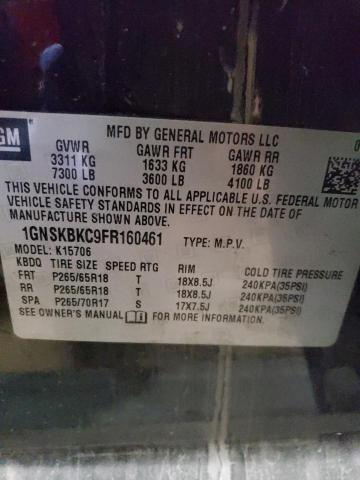 GM
MFD BY GENERAL MOTORS LLC 0
GVWR GAWR FRT GAWR RR
3311 KG 1633 KG 1860 KG
7300 LB 3600 LB 4100 LB
THIS VEHICLE CONFORMS TO ALL APPLICABLE U.S. FEDERAL MOTOR
VEHICLE SAFETY STANDARDS IN EFFECT ON THE DATE OF
MANUFACTURE SHOWN ABOVE.
1GNSKBKC9FR160461 TYPE: M.P.V.
MODEL: K15706
KBDQ TIRE SIZE SPEED RTG RIM COLD TIRE PRESSURE
FRT P265/65R18 T 18X8.5J 240KPA(35PSI)
RR P265/65R18 T 18X8.5J 240KPA(35PSI)
SPA P265/70R17 S 17X7.5J 240KPA(35PSI)
SEE OWNER'S MANUAL FOR MORE INFORMATION.